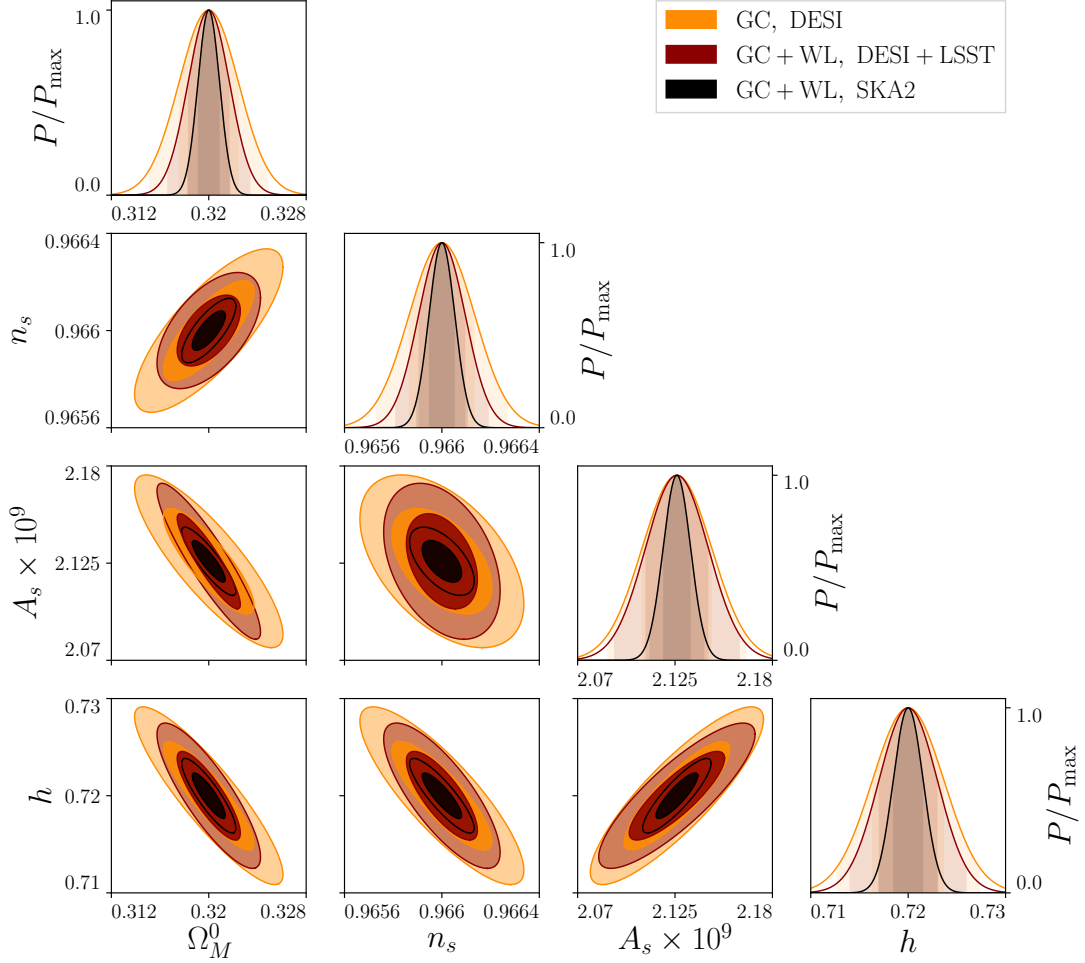 GC, DESI
GC + WL, DESI + LSST
GC + WL, SKA2
P/P_max
1.0
0.0
0.312 0.32 0.328
n_s
0.9664
0.966
0.9656
0.9656 0.966 0.9664
1.0
0.0
P/P_max
A_s × 10^9
2.18
2.125
2.07
2.07 2.125 2.18
1.0
0.0
P/P_max
h
0.73
0.72
0.71
1.0
0.0
P/P_max
0.312 0.32 0.328
0.9656 0.966 0.9664
2.07 2.125 2.18
0.71 0.72 0.73
Ω_M^0
n_s
A_s × 10^9
h